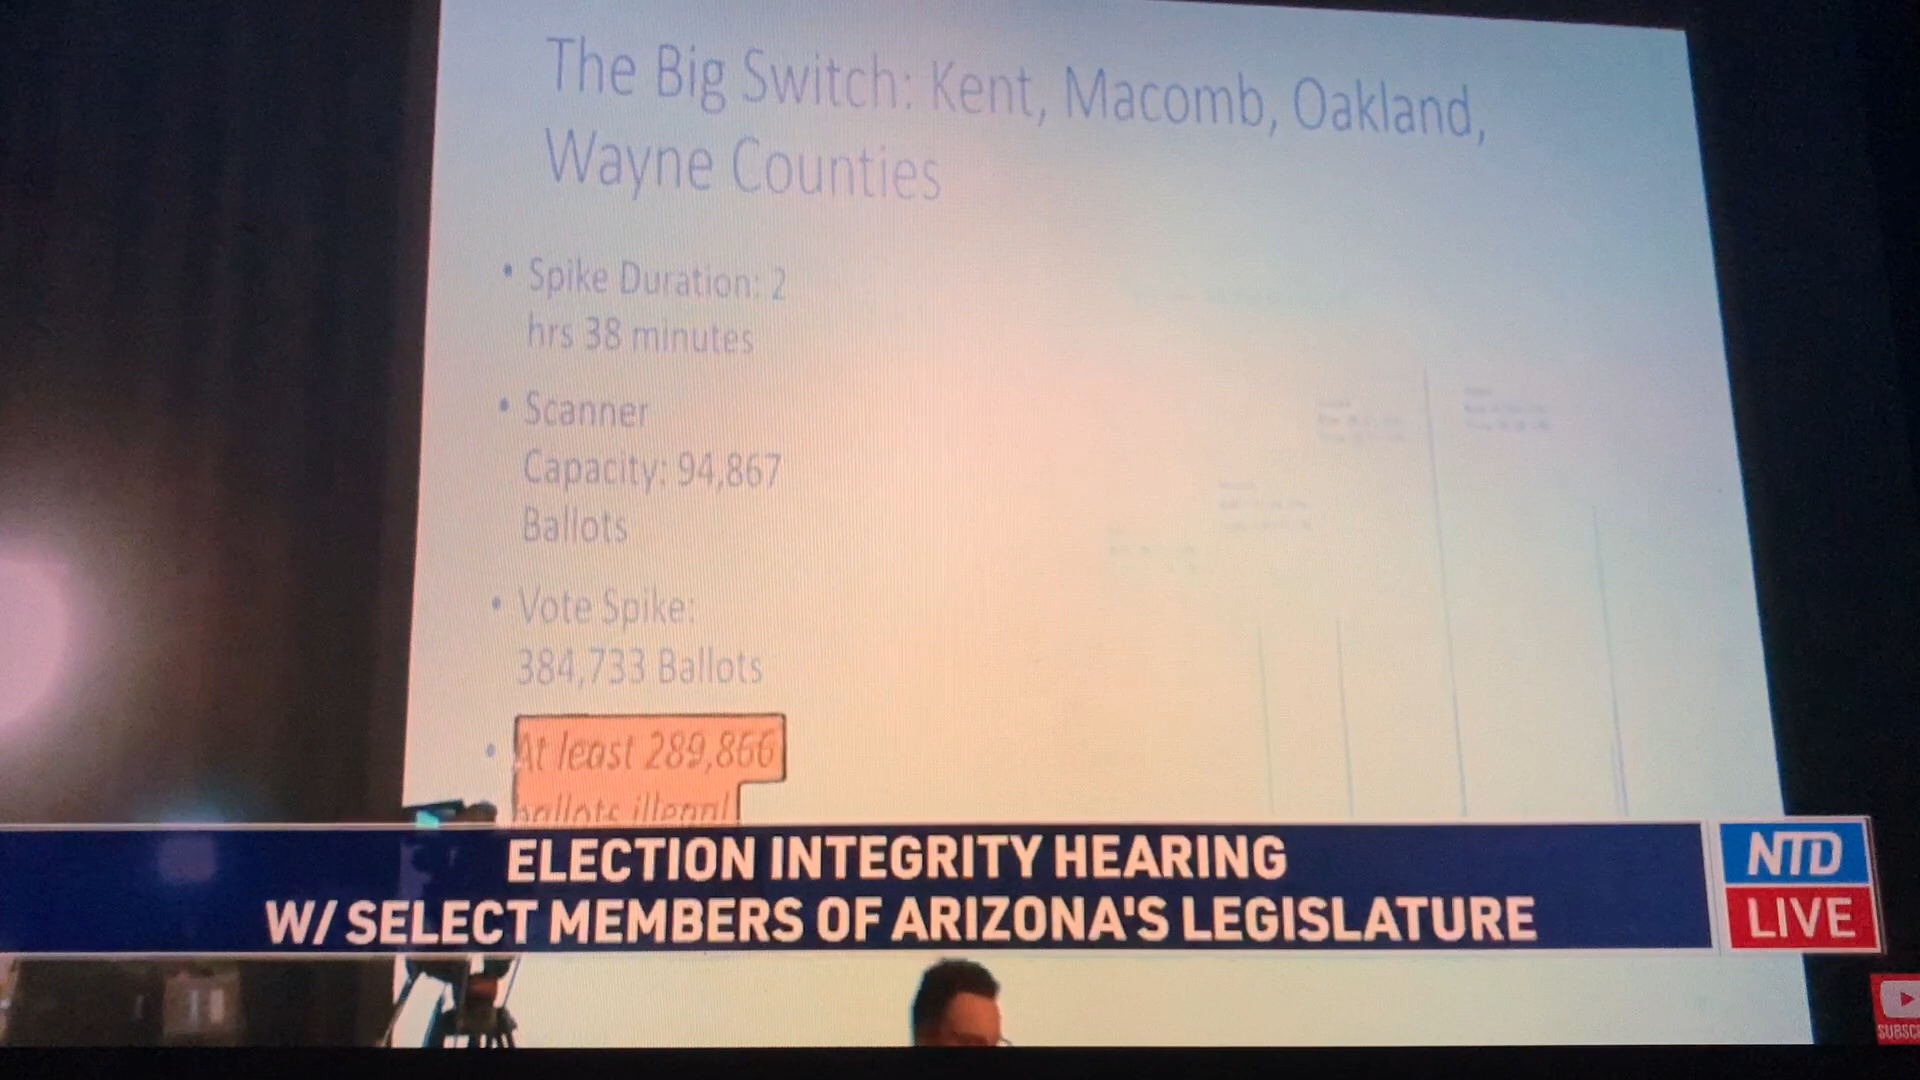 The Big Switch: Kent, Macomb, Oakland,
Wayne Counties
• Spike Duration: 2
hrs 38 minutes
• Scanner
Capacity: 94,867
Ballots
• Vote Spike:
384,733 Ballots
• At least 289,866
ballots illegal
ELECTION INTEGRITY HEARING
W/ SELECT MEMBERS OF ARIZONA'S LEGISLATURE
NTD
LIVE